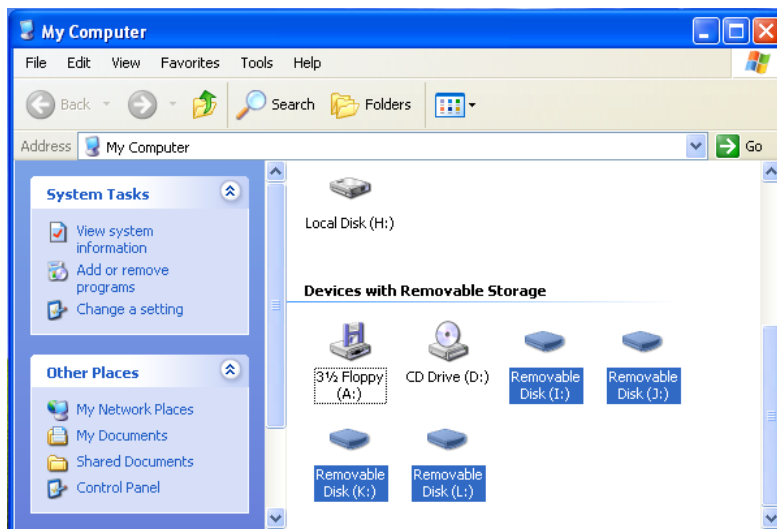 My Computer
File Edit View Favorites Tools Help
Back Search Folders
Address My Computer Go
System Tasks
View system
information
Add or remove
programs
Change a setting
Other Places
My Network Places
My Documents
Shared Documents
Control Panel
Local Disk (H:)
Devices with Removable Storage
3½ Floppy
(A:)
CD Drive (D:)
Removable
Disk (I:)
Removable
Disk (J:)
Removable
Disk (K:)
Removable
Disk (L:)